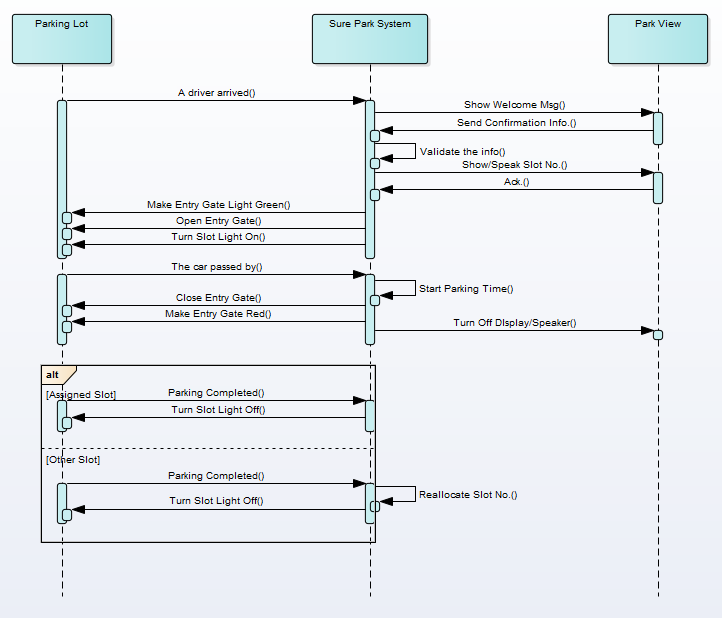 Parking Lot
Sure Park System
Park View
A driver arrived()
Show Welcome Msg()
Send Confirmation Info.()
Validate the info()
Show/Speak Slot No.()
Ack.()
Make Entry Gate Light Green()
Open Entry Gate()
Turn Slot Light On()
The car passed by()
Start Parking Time()
Close Entry Gate()
Make Entry Gate Red()
Turn Off DIsplay/Speaker()
alt
[Assigned Slot]
Parking Completed()
Turn Slot Light Off()
[Other Slot]
Parking Completed()
Reallocate Slot No.()
Turn Slot Light Off()